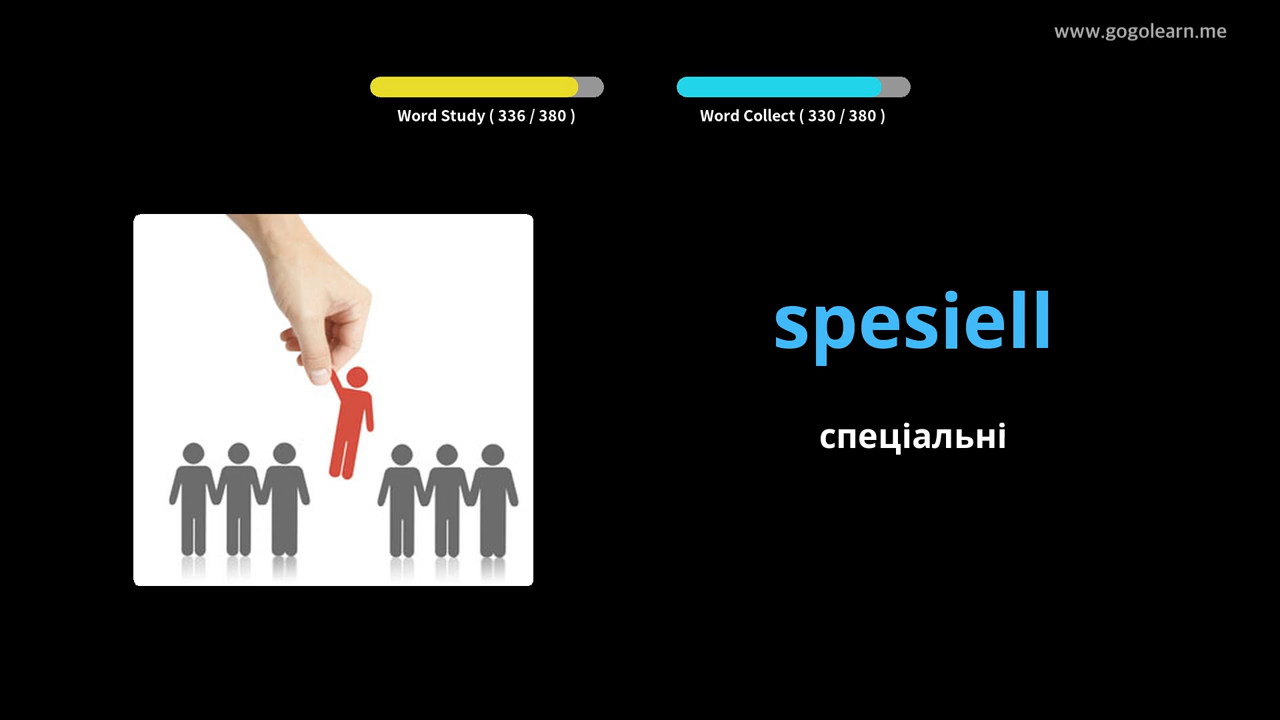 www.gogolearn.me
Word Study ( 336 / 380 )
Word Collect ( 330 / 380 )
spesiell
спеціальні